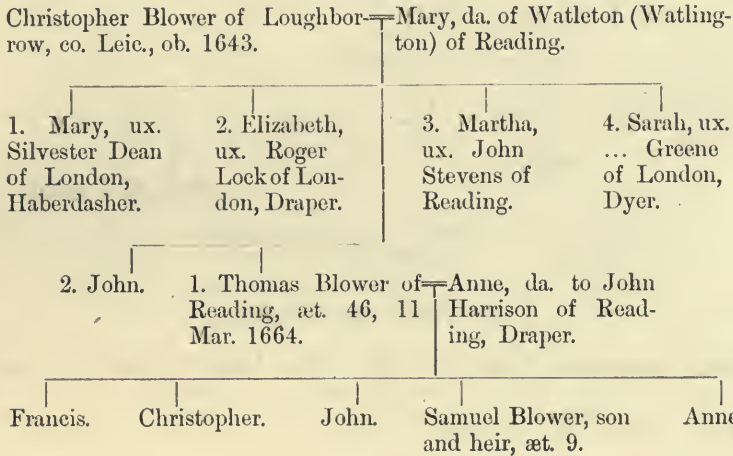 Christopher Blower of Loughbor-
row, co. Leic., ob. 1643.
Mary, da. of Watleton (Watling-
ton) of Reading.
1. Mary, ux.
Silvester Dean
of London,
Haberdasher.
2. Elizabeth,
ux. Roger
Lock of Lon-
don, Draper.
3. Martha,
ux. John
Stevens of
Reading.
4. Sarah, ux.
... Greene
of London,
Dyer.
2. John.
1. Thomas Blower of
Reading, æt. 46, 11
Mar. 1664.
Anne, da. to John
Harrison of Read-
ing, Draper.
Francis.
Christopher.
John.
Samuel Blower, son
and heir, æt. 9.
Anne